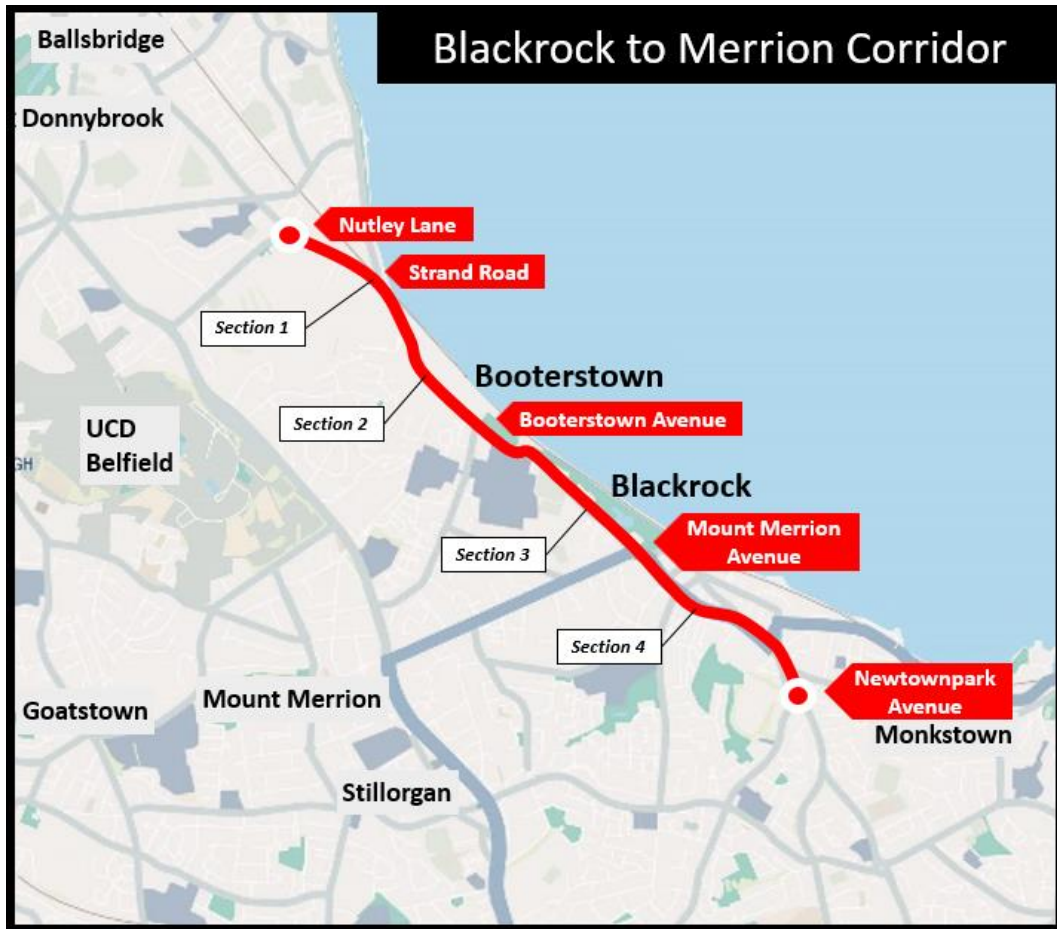 Blackrock to Merrion Corridor
Ballsbridge
Donnybrook
Nutley Lane
Strand Road
Section 1
Booterstown
Section 2
Booterstown Avenue
UCD
Belfield
GH
Blackrock
Mount Merrion
Avenue
Section 3
Section 4
Newtownpark
Avenue
Mount Merrion
Goatstown
Monkstown
Stillorgan